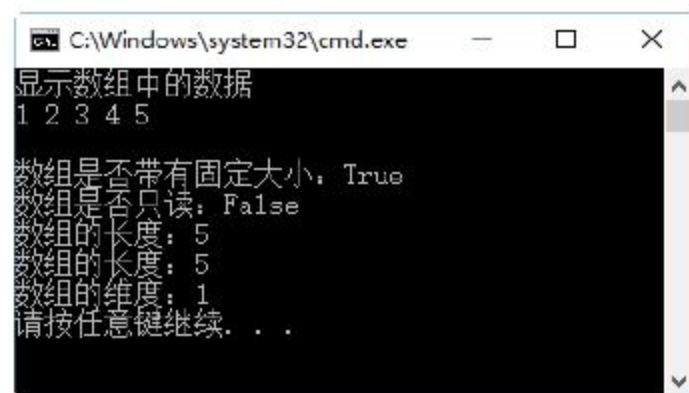 C:\Windows\system32\cmd.exe
显示数组中的数据
1 2 3 4 5
数组是否带有固定大小：True
数组是否只读：False
数组的长度：5
数组的长度：5
数组的维度：1
请按任意键继续. . .